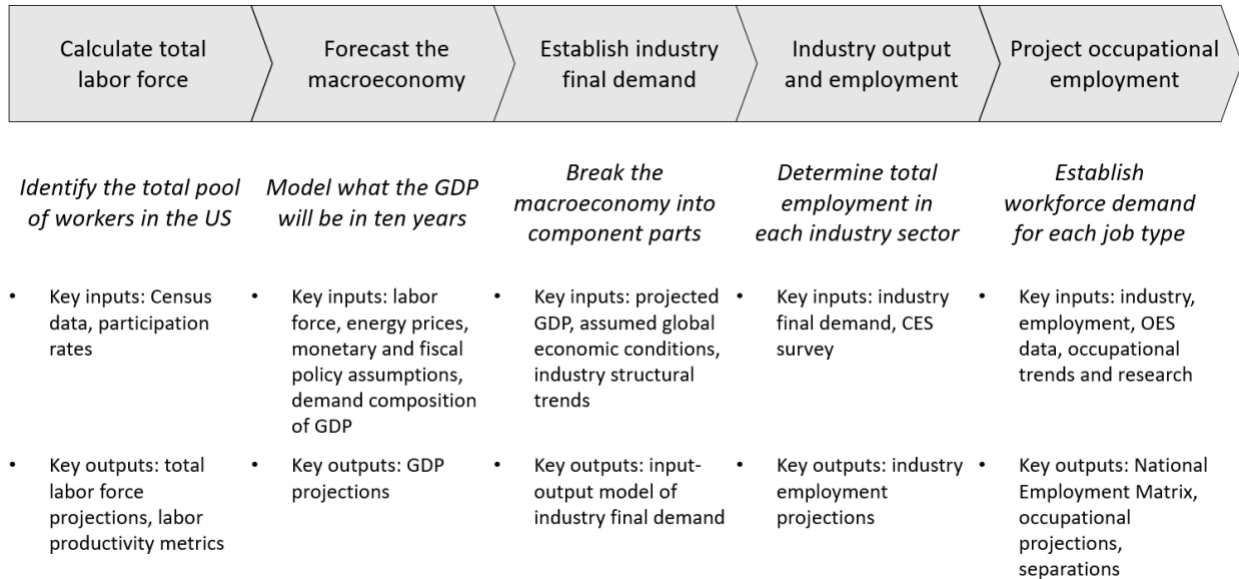 Calculate total
labor force
Forecast the
macroeconomy
Establish industry
final demand
Industry output
and employment
Project occupational
employment
Identify the total pool
of workers in the US
Model what the GDP
will be in ten years
Break the
macroeconomy into
component parts
Determine total
employment in
each industry sector
Establish
workforce demand
for each job type
• Key inputs: Census
data, participation
rates
• Key inputs: labor
force, energy prices,
monetary and fiscal
policy assumptions,
demand composition
of GDP
• Key inputs: projected
GDP, assumed global
economic conditions,
industry structural
trends
• Key inputs: industry
final demand, CES
survey
• Key inputs: industry,
employment, OES
data, occupational
trends and research
• Key outputs: total
labor force
projections, labor
productivity metrics
• Key outputs: GDP
projections
• Key outputs: input-
output model of
industry final demand
• Key outputs: industry
employment
projections
• Key outputs: National
Employment Matrix,
occupational
projections,
separations